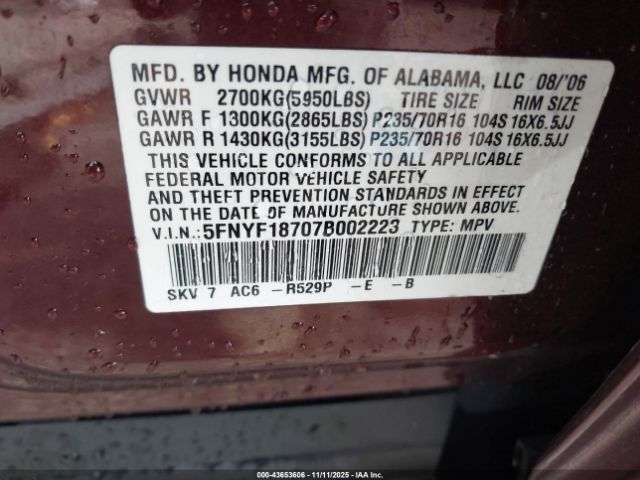 MFD. BY HONDA MFG. OF ALABAMA, LLC 08/'06
GVWR 2700KG(5950LBS) TIRE SIZE RIM SIZE
GAWR F 1300KG(2865LBS) P235/70R16 104S 16X6.5JJ
GAWR R 1430KG(3155LBS) P235/70R16 104S 16X6.5JJ
THIS VEHICLE CONFORMS TO ALL APPLICABLE
FEDERAL MOTOR VEHICLE SAFETY
AND THEFT PREVENTION STANDARDS IN EFFECT
ON THE DATE OF MANUFACTURE SHOWN ABOVE.
V.I.N.: 5FNYF18707B002223 TYPE: MPV
SKV 7 AC6 -R529P -E -B
000-43653606 - 11/11/2025 - IAAI.COM